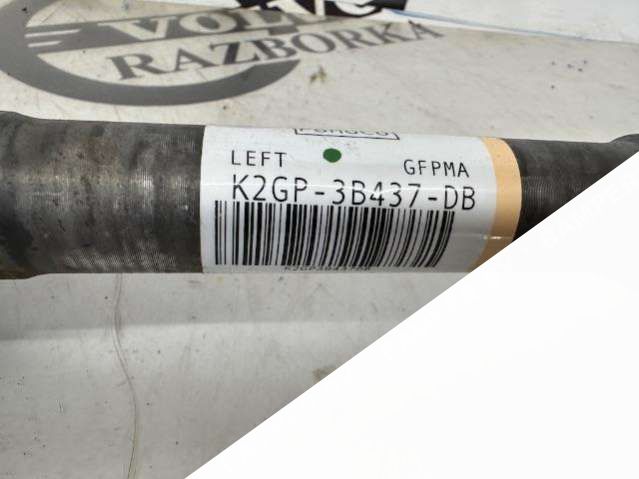 RAZBORKA
LEFT
GFPMA
K2GP-3B437-DB